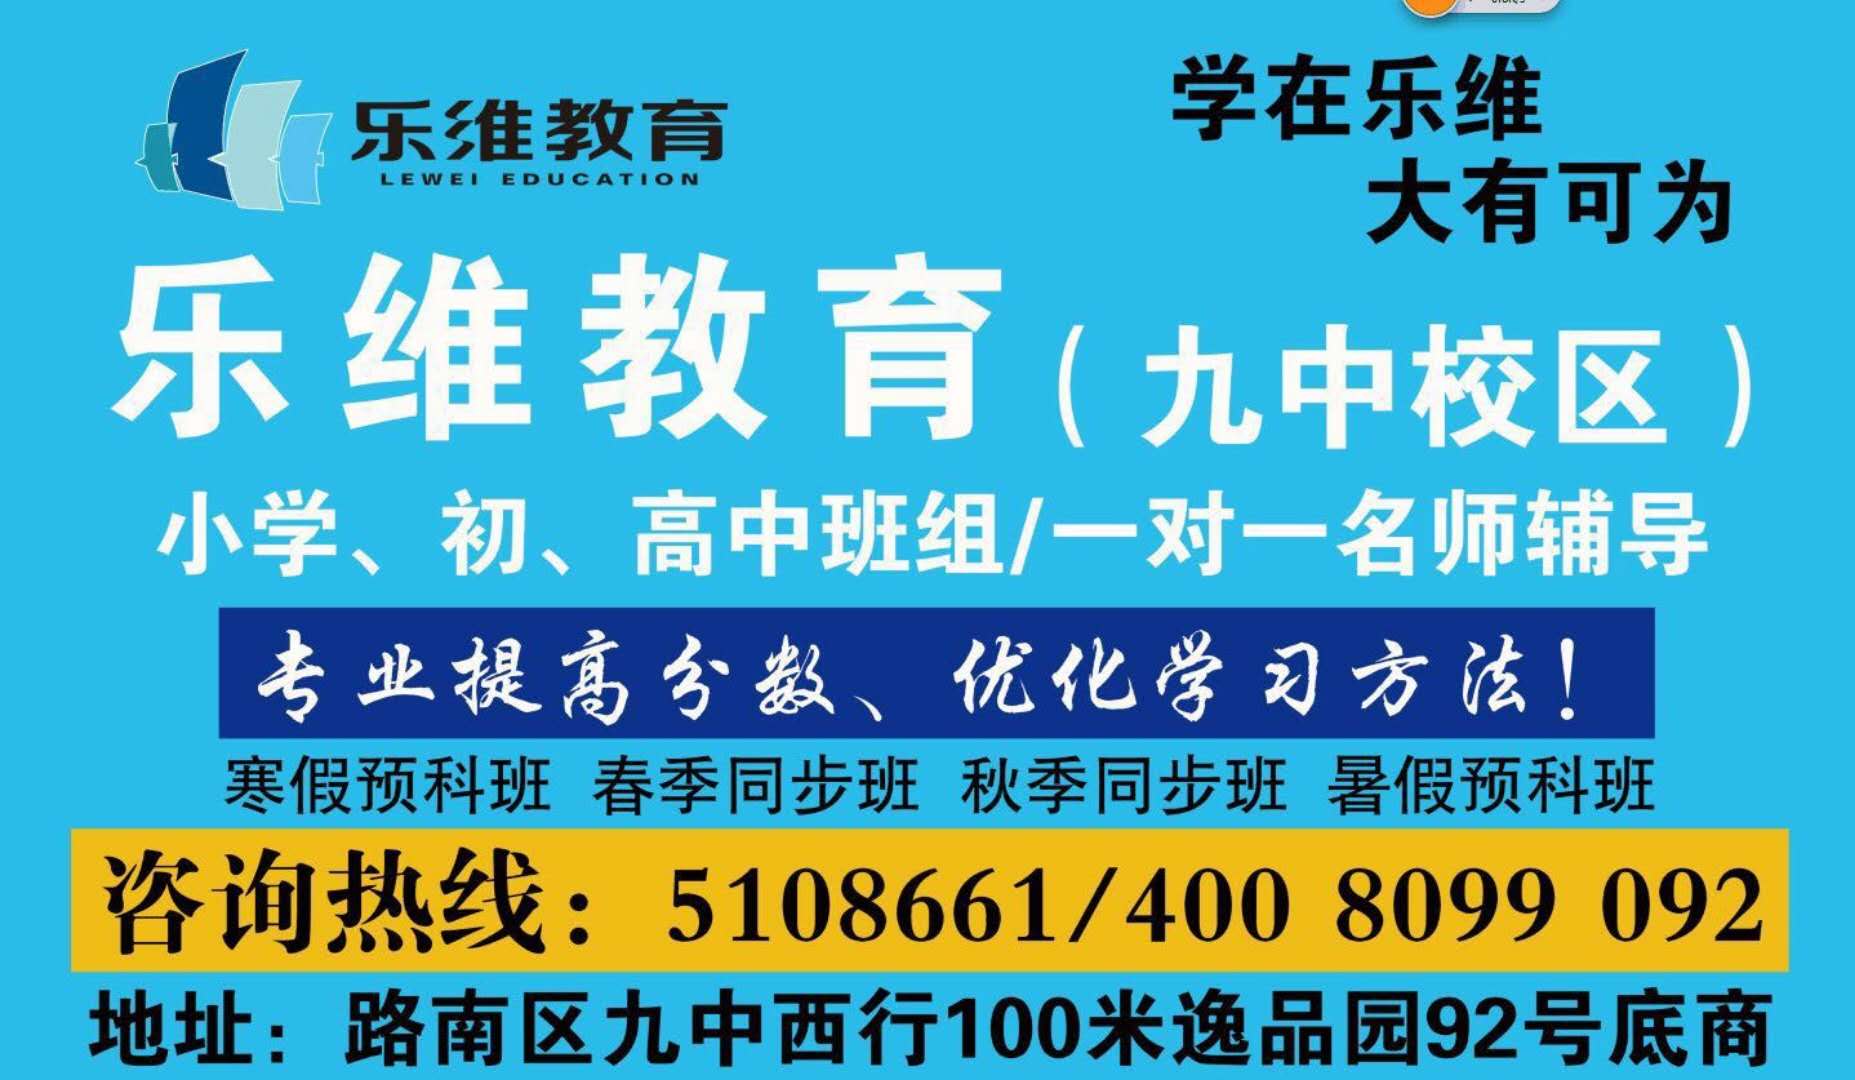 乐维教育
LEWEI EDUCATION
学在乐维
大有可为
乐维教育（九中校区）
小学、初、高中班组/一对一名师辅导
专业提高分数、优化学习方法！
寒假预科班 春季同步班 秋季同步班 暑假预科班
咨询热线：5108661/400 8099 092
地址：路南区九中西行100米逸品园92号底商